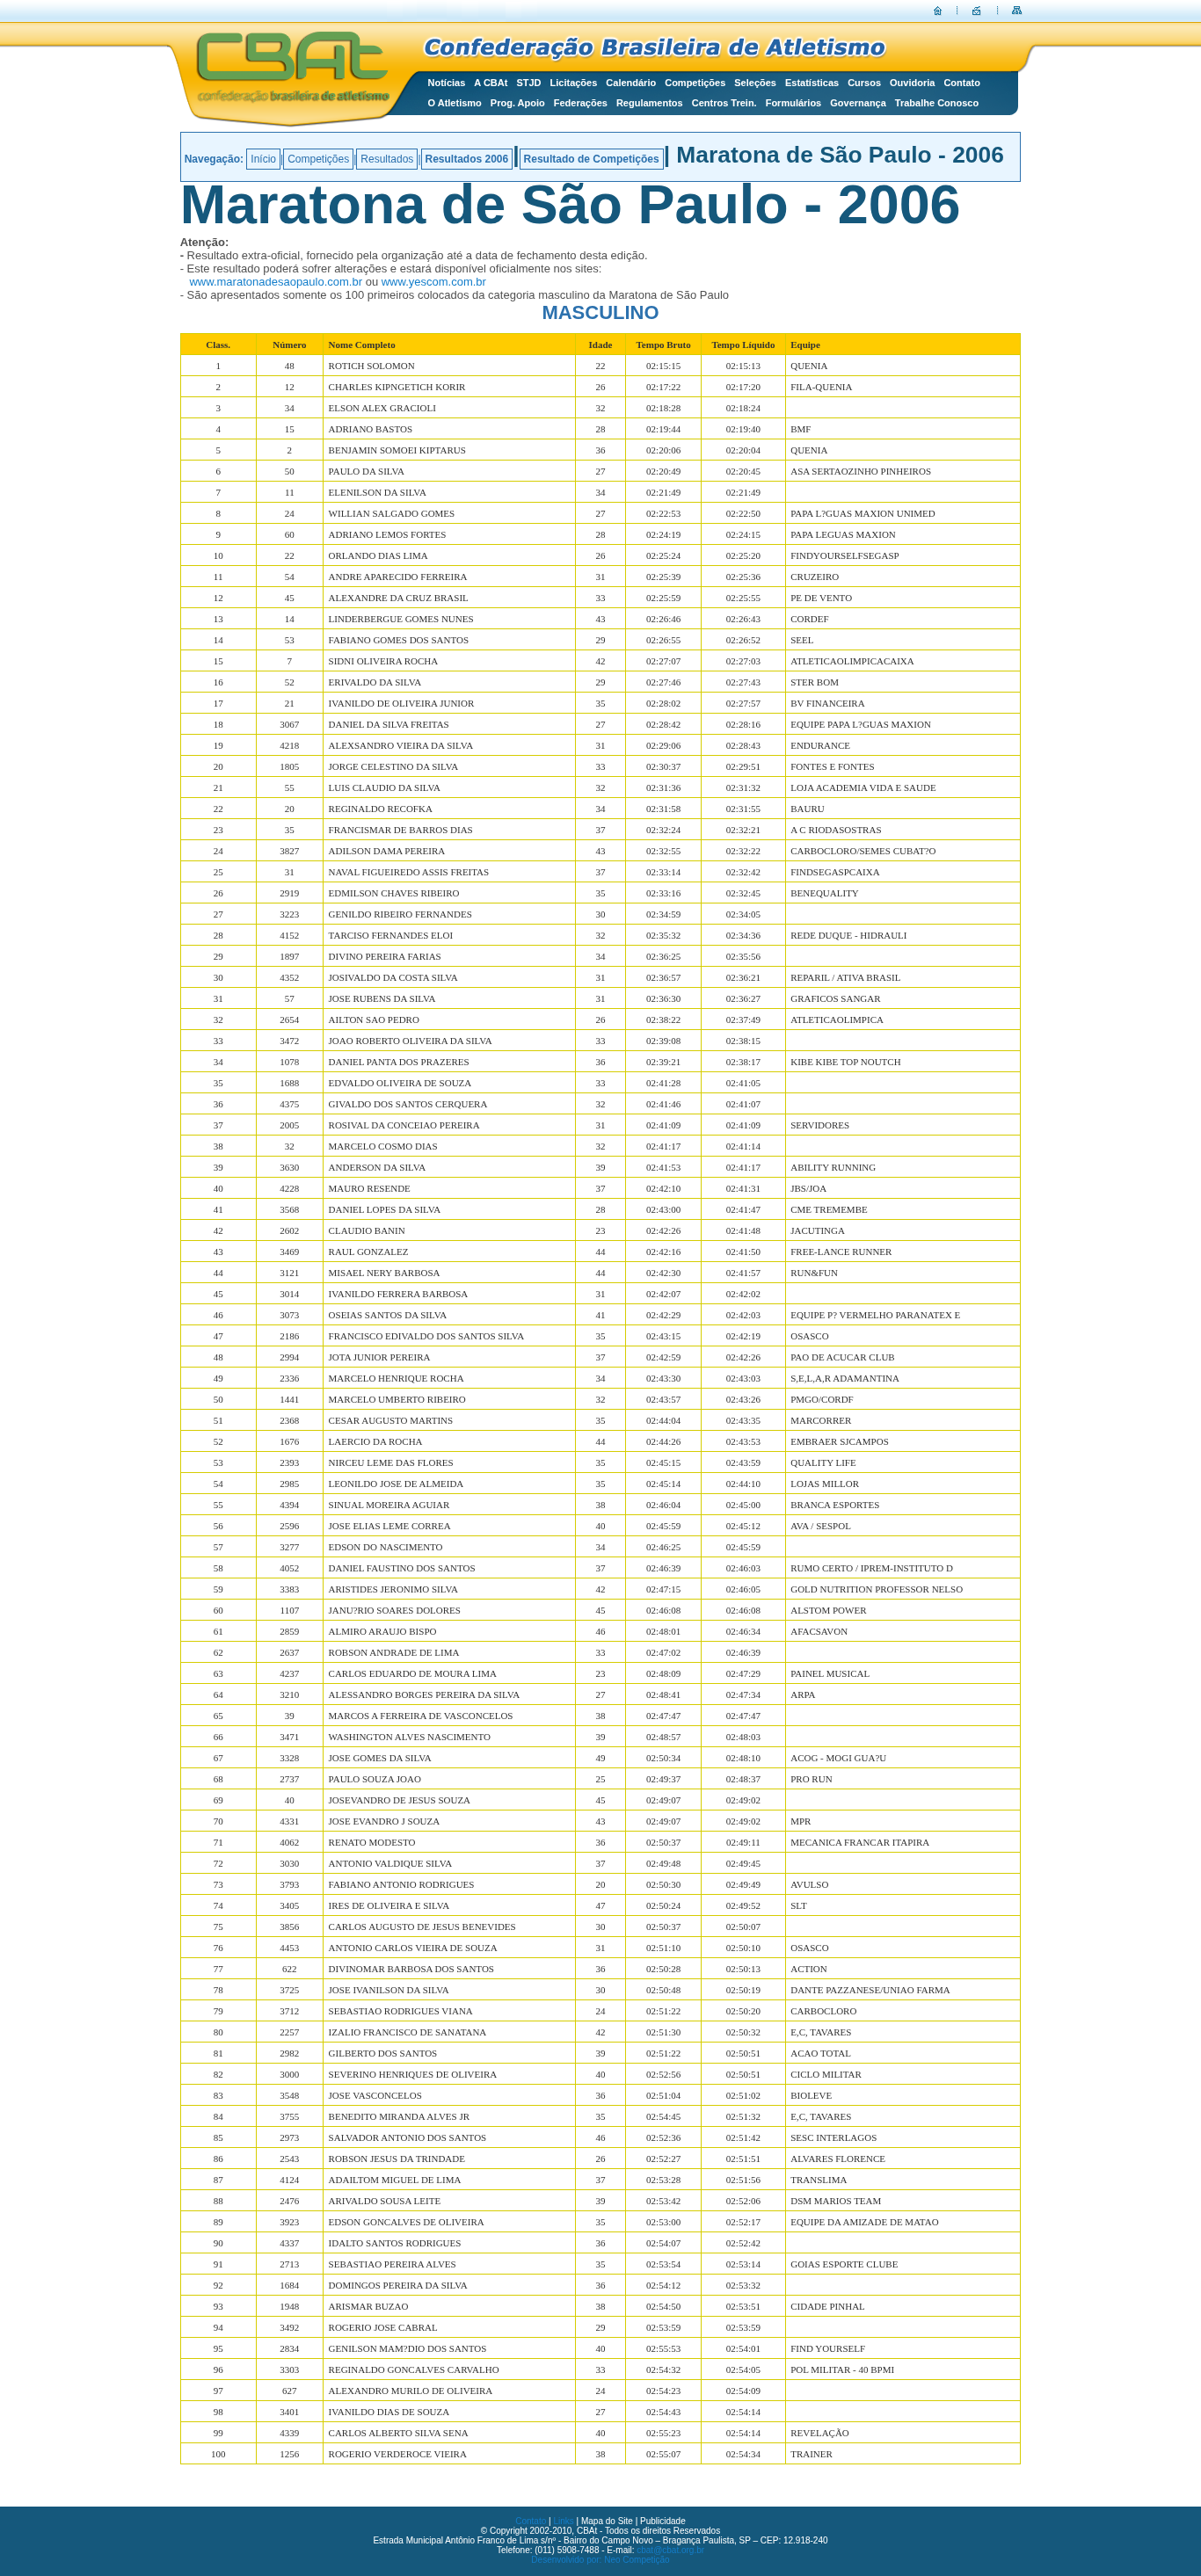 CBAt
confederação brasileira de atletismo
Confederação Brasileira de Atletismo
Notícias A CBAt STJD Licitações Calendário Competições Seleções Estatísticas Cursos Ouvidoria Contato
O Atletismo Prog. Apoio Federações Regulamentos Centros Trein. Formulários Governança Trabalhe Conosco
Navegação: Início | Competições | Resultados | Resultados 2006 | Resultado de Competições | Maratona de São Paulo - 2006
Maratona de São Paulo - 2006
Atenção:
- Resultado extra-oficial, fornecido pela organização até a data de fechamento desta edição.
- Este resultado poderá sofrer alterações e estará disponível oficialmente nos sites:
www.maratonadesaopaulo.com.br ou www.yescom.com.br
- São apresentados somente os 100 primeiros colocados da categoria masculino da Maratona de São Paulo
MASCULINO
Class. Número Nome Completo Idade Tempo Bruto Tempo Líquido Equipe
1 48 ROTICH SOLOMON 22 02:15:15 02:15:13 QUENIA
2 12 CHARLES KIPNGETICH KORIR 26 02:17:22 02:17:20 FILA-QUENIA
3 34 ELSON ALEX GRACIOLI 32 02:18:28 02:18:24
4 15 ADRIANO BASTOS 28 02:19:44 02:19:40 BMF
5 2 BENJAMIN SOMOEI KIPTARUS 36 02:20:06 02:20:04 QUENIA
6 50 PAULO DA SILVA 27 02:20:49 02:20:45 ASA SERTAOZINHO PINHEIROS
7 11 ELENILSON DA SILVA 34 02:21:49 02:21:49
8 24 WILLIAN SALGADO GOMES 27 02:22:53 02:22:50 PAPA L?GUAS MAXION UNIMED
9 60 ADRIANO LEMOS FORTES 28 02:24:19 02:24:15 PAPA LEGUAS MAXION
10 22 ORLANDO DIAS LIMA 26 02:25:24 02:25:20 FINDYOURSELFSEGASP
11 54 ANDRE APARECIDO FERREIRA 31 02:25:39 02:25:36 CRUZEIRO
12 45 ALEXANDRE DA CRUZ BRASIL 33 02:25:59 02:25:55 PE DE VENTO
13 14 LINDERBERGUE GOMES NUNES 43 02:26:46 02:26:43 CORDEF
14 53 FABIANO GOMES DOS SANTOS 29 02:26:55 02:26:52 SEEL
15 7 SIDNI OLIVEIRA ROCHA 42 02:27:07 02:27:03 ATLETICAOLIMPICACAIXA
16 52 ERIVALDO DA SILVA 29 02:27:46 02:27:43 STER BOM
17 21 IVANILDO DE OLIVEIRA JUNIOR 35 02:28:02 02:27:57 BV FINANCEIRA
18 3067 DANIEL DA SILVA FREITAS 27 02:28:42 02:28:16 EQUIPE PAPA L?GUAS MAXION
19 4218 ALEXSANDRO VIEIRA DA SILVA 31 02:29:06 02:28:43 ENDURANCE
20 1805 JORGE CELESTINO DA SILVA 33 02:30:37 02:29:51 FONTES E FONTES
21 55 LUIS CLAUDIO DA SILVA 32 02:31:36 02:31:32 LOJA ACADEMIA VIDA E SAUDE
22 20 REGINALDO RECOFKA 34 02:31:58 02:31:55 BAURU
23 35 FRANCISMAR DE BARROS DIAS 37 02:32:24 02:32:21 A C RIODASOSTRAS
24 3827 ADILSON DAMA PEREIRA 43 02:32:55 02:32:22 CARBOCLORO/SEMES CUBAT?O
25 31 NAVAL FIGUEIREDO ASSIS FREITAS 37 02:33:14 02:32:42 FINDSEGASPCAIXA
26 2919 EDMILSON CHAVES RIBEIRO 35 02:33:16 02:32:45 BENEQUALITY
27 3223 GENILDO RIBEIRO FERNANDES 30 02:34:59 02:34:05
28 4152 TARCISO FERNANDES ELOI 32 02:35:32 02:34:36 REDE DUQUE - HIDRAULI
29 1897 DIVINO PEREIRA FARIAS 34 02:36:25 02:35:56
30 4352 JOSIVALDO DA COSTA SILVA 31 02:36:57 02:36:21 REPARIL / ATIVA BRASIL
31 57 JOSE RUBENS DA SILVA 31 02:36:30 02:36:27 GRAFICOS SANGAR
32 2654 AILTON SAO PEDRO 26 02:38:22 02:37:49 ATLETICAOLIMPICA
33 3472 JOAO ROBERTO OLIVEIRA DA SILVA 33 02:39:08 02:38:15
34 1078 DANIEL PANTA DOS PRAZERES 36 02:39:21 02:38:17 KIBE KIBE TOP NOUTCH
35 1688 EDVALDO OLIVEIRA DE SOUZA 33 02:41:28 02:41:05
36 4375 GIVALDO DOS SANTOS CERQUERA 32 02:41:46 02:41:07
37 2005 ROSIVAL DA CONCEIAO PEREIRA 31 02:41:09 02:41:09 SERVIDORES
38 32 MARCELO COSMO DIAS 32 02:41:17 02:41:14
39 3630 ANDERSON DA SILVA 39 02:41:53 02:41:17 ABILITY RUNNING
40 4228 MAURO RESENDE 37 02:42:10 02:41:31 JBS/JOA
41 3568 DANIEL LOPES DA SILVA 28 02:43:00 02:41:47 CME TREMEMBE
42 2602 CLAUDIO BANIN 23 02:42:26 02:41:48 JACUTINGA
43 3469 RAUL GONZALEZ 44 02:42:16 02:41:50 FREE-LANCE RUNNER
44 3121 MISAEL NERY BARBOSA 44 02:42:30 02:41:57 RUN&FUN
45 3014 IVANILDO FERRERA BARBOSA 31 02:42:07 02:42:02
46 3073 OSEIAS SANTOS DA SILVA 41 02:42:29 02:42:03 EQUIPE P? VERMELHO PARANATEX E
47 2186 FRANCISCO EDIVALDO DOS SANTOS SILVA 35 02:43:15 02:42:19 OSASCO
48 2994 JOTA JUNIOR PEREIRA 37 02:42:59 02:42:26 PAO DE ACUCAR CLUB
49 2336 MARCELO HENRIQUE ROCHA 34 02:43:30 02:43:03 S,E,L,A,R ADAMANTINA
50 1441 MARCELO UMBERTO RIBEIRO 32 02:43:57 02:43:26 PMGO/CORDF
51 2368 CESAR AUGUSTO MARTINS 35 02:44:04 02:43:35 MARCORRER
52 1676 LAERCIO DA ROCHA 44 02:44:26 02:43:53 EMBRAER SJCAMPOS
53 2393 NIRCEU LEME DAS FLORES 35 02:45:15 02:43:59 QUALITY LIFE
54 2985 LEONILDO JOSE DE ALMEIDA 35 02:45:14 02:44:10 LOJAS MILLOR
55 4394 SINUAL MOREIRA AGUIAR 38 02:46:04 02:45:00 BRANCA ESPORTES
56 2596 JOSE ELIAS LEME CORREA 40 02:45:59 02:45:12 AVA / SESPOL
57 3277 EDSON DO NASCIMENTO 34 02:46:25 02:45:59
58 4052 DANIEL FAUSTINO DOS SANTOS 37 02:46:39 02:46:03 RUMO CERTO / IPREM-INSTITUTO D
59 3383 ARISTIDES JERONIMO SILVA 42 02:47:15 02:46:05 GOLD NUTRITION PROFESSOR NELSO
60 1107 JANU?RIO SOARES DOLORES 45 02:46:08 02:46:08 ALSTOM POWER
61 2859 ALMIRO ARAUJO BISPO 46 02:48:01 02:46:34 AFACSAVON
62 2637 ROBSON ANDRADE DE LIMA 33 02:47:02 02:46:39
63 4237 CARLOS EDUARDO DE MOURA LIMA 23 02:48:09 02:47:29 PAINEL MUSICAL
64 3210 ALESSANDRO BORGES PEREIRA DA SILVA 27 02:48:41 02:47:34 ARPA
65 39 MARCOS A FERREIRA DE VASCONCELOS 38 02:47:47 02:47:47
66 3471 WASHINGTON ALVES NASCIMENTO 39 02:48:57 02:48:03
67 3328 JOSE GOMES DA SILVA 49 02:50:34 02:48:10 ACOG - MOGI GUA?U
68 2737 PAULO SOUZA JOAO 25 02:49:37 02:48:37 PRO RUN
69 40 JOSEVANDRO DE JESUS SOUZA 45 02:49:07 02:49:02
70 4331 JOSE EVANDRO J SOUZA 43 02:49:07 02:49:02 MPR
71 4062 RENATO MODESTO 36 02:50:37 02:49:11 MECANICA FRANCAR ITAPIRA
72 3030 ANTONIO VALDIQUE SILVA 37 02:49:48 02:49:45
73 3793 FABIANO ANTONIO RODRIGUES 20 02:50:30 02:49:49 AVULSO
74 3405 IRES DE OLIVEIRA E SILVA 47 02:50:24 02:49:52 SLT
75 3856 CARLOS AUGUSTO DE JESUS BENEVIDES 30 02:50:37 02:50:07
76 4453 ANTONIO CARLOS VIEIRA DE SOUZA 31 02:51:10 02:50:10 OSASCO
77 622 DIVINOMAR BARBOSA DOS SANTOS 36 02:50:28 02:50:13 ACTION
78 3725 JOSE IVANILSON DA SILVA 30 02:50:48 02:50:19 DANTE PAZZANESE/UNIAO FARMA
79 3712 SEBASTIAO RODRIGUES VIANA 24 02:51:22 02:50:20 CARBOCLORO
80 2257 IZALIO FRANCISCO DE SANATANA 42 02:51:30 02:50:32 E,C, TAVARES
81 2982 GILBERTO DOS SANTOS 39 02:51:22 02:50:51 ACAO TOTAL
82 3000 SEVERINO HENRIQUES DE OLIVEIRA 40 02:52:56 02:50:51 CICLO MILITAR
83 3548 JOSE VASCONCELOS 36 02:51:04 02:51:02 BIOLEVE
84 3755 BENEDITO MIRANDA ALVES JR 35 02:54:45 02:51:32 E,C, TAVARES
85 2973 SALVADOR ANTONIO DOS SANTOS 46 02:52:36 02:51:42 SESC INTERLAGOS
86 2543 ROBSON JESUS DA TRINDADE 26 02:52:27 02:51:51 ALVARES FLORENCE
87 4124 ADAILTOM MIGUEL DE LIMA 37 02:53:28 02:51:56 TRANSLIMA
88 2476 ARIVALDO SOUSA LEITE 39 02:53:42 02:52:06 DSM MARIOS TEAM
89 3923 EDSON GONCALVES DE OLIVEIRA 35 02:53:00 02:52:17 EQUIPE DA AMIZADE DE MATAO
90 4337 IDALTO SANTOS RODRIGUES 36 02:54:07 02:52:42
91 2713 SEBASTIAO PEREIRA ALVES 35 02:53:54 02:53:14 GOIAS ESPORTE CLUBE
92 1684 DOMINGOS PEREIRA DA SILVA 36 02:54:12 02:53:32
93 1948 ARISMAR BUZAO 38 02:54:50 02:53:51 CIDADE PINHAL
94 3492 ROGERIO JOSE CABRAL 29 02:53:59 02:53:59
95 2834 GENILSON MAM?DIO DOS SANTOS 40 02:55:53 02:54:01 FIND YOURSELF
96 3303 REGINALDO GONCALVES CARVALHO 33 02:54:32 02:54:05 POL MILITAR - 40 BPMI
97 627 ALEXANDRO MURILO DE OLIVEIRA 24 02:54:23 02:54:09
98 3401 IVANILDO DIAS DE SOUZA 27 02:54:43 02:54:14
99 4339 CARLOS ALBERTO SILVA SENA 40 02:55:23 02:54:14 REVELAÇÃO
100 1256 ROGERIO VERDEROCE VIEIRA 38 02:55:07 02:54:34 TRAINER
Contato | Links | Mapa do Site | Publicidade
© Copyright 2002-2010, CBAt - Todos os direitos Reservados
Estrada Municipal Antônio Franco de Lima s/nº - Bairro do Campo Novo – Bragança Paulista, SP – CEP: 12.918-240
Telefone: (011) 5908-7488 - E-mail: cbat@cbat.org.br
Desenvolvido por: Neo Competição